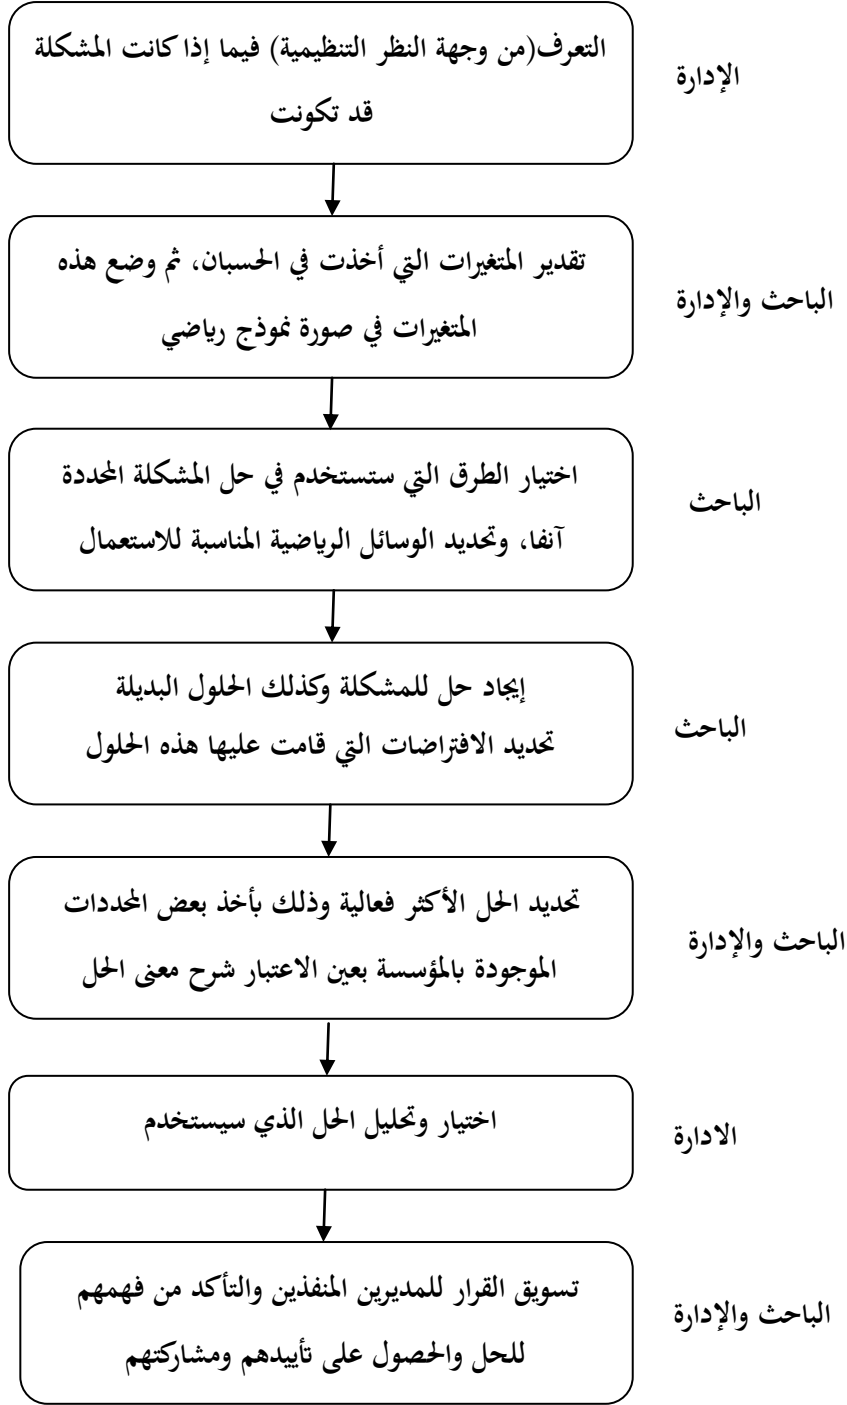 التعرف(من وجهة النظر التنظيمية) فيما إذا كانت المشكلة
قد تكونت
الإدارة
تقدير المتغيرات التي أخذت في الحسبان، ثم وضع هذه
المتغيرات في صورة نموذج رياضي
الباحث والإدارة
اختيار الطرق التي ستستخدم في حل المشكلة المحددة
آنفا، وتحديد الوسائل الرياضية المناسبة للاستعمال
الباحث
إيجاد حل للمشكلة وكذلك الحلول البديلة
تحديد الافتراضات التي قامت عليها هذه الحلول
الباحث
تحديد الحل الأكثر فعالية وذلك بأخذ بعض المحددات
الموجودة بالمؤسسة بعين الاعتبار شرح معنى الحل
الباحث والإدارة
اختيار وتحليل الحل الذي سيستخدم
الادارة
تسويق القرار للمديرين المنفذين والتأكد من فهمهم
للحل والحصول على تأييدهم ومشاركتهم
الباحث والإدارة